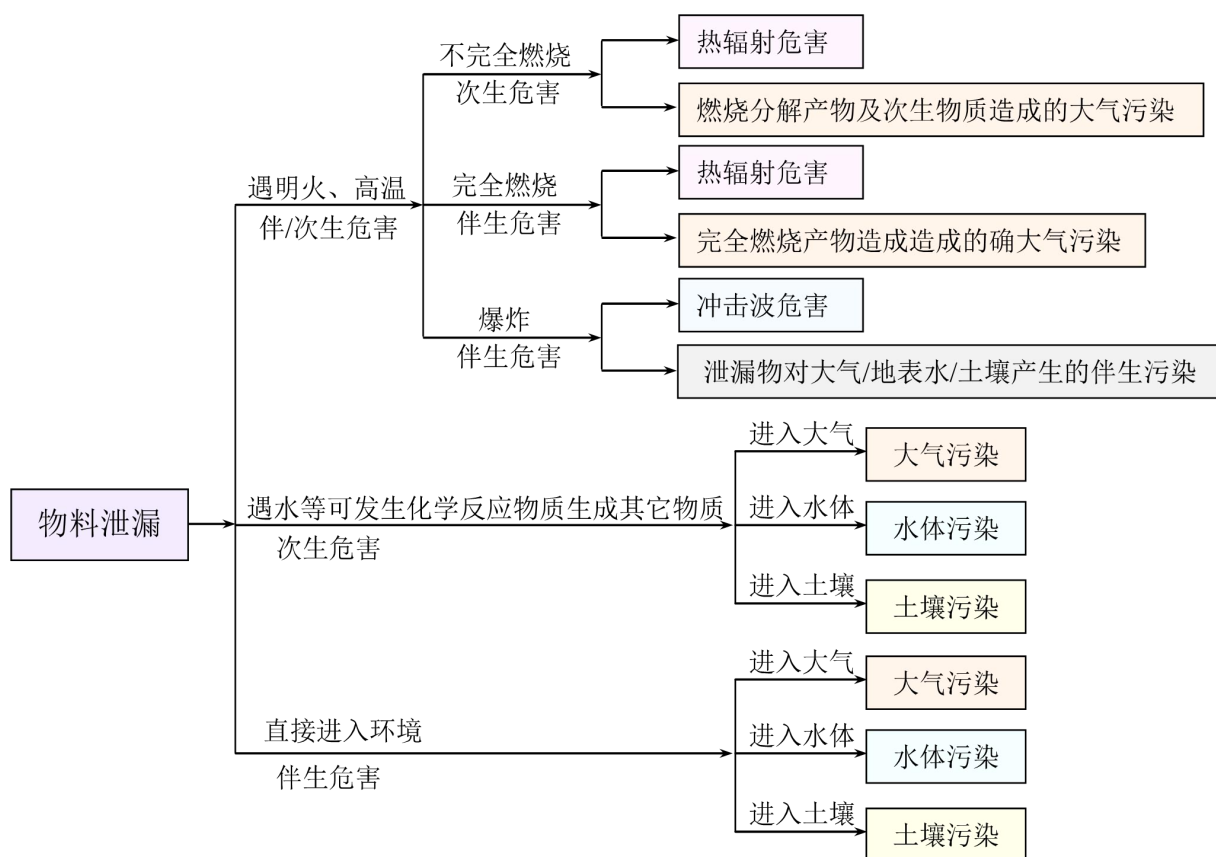 不完全燃烧
次生危害
热辐射危害
燃烧分解产物及次生物质造成的大气污染
遇明火、高温
伴/次生危害
完全燃烧
伴生危害
热辐射危害
完全燃烧产物造成造成的确大气污染
爆炸
伴生危害
冲击波危害
泄漏物对大气/地表水/土壤产生的伴生污染
物料泄漏
遇水等可发生化学反应物质生成其它物质
次生危害
进入大气
大气污染
进入水体
水体污染
进入土壤
土壤污染
直接进入环境
伴生危害
进入大气
大气污染
进入水体
水体污染
进入土壤
土壤污染